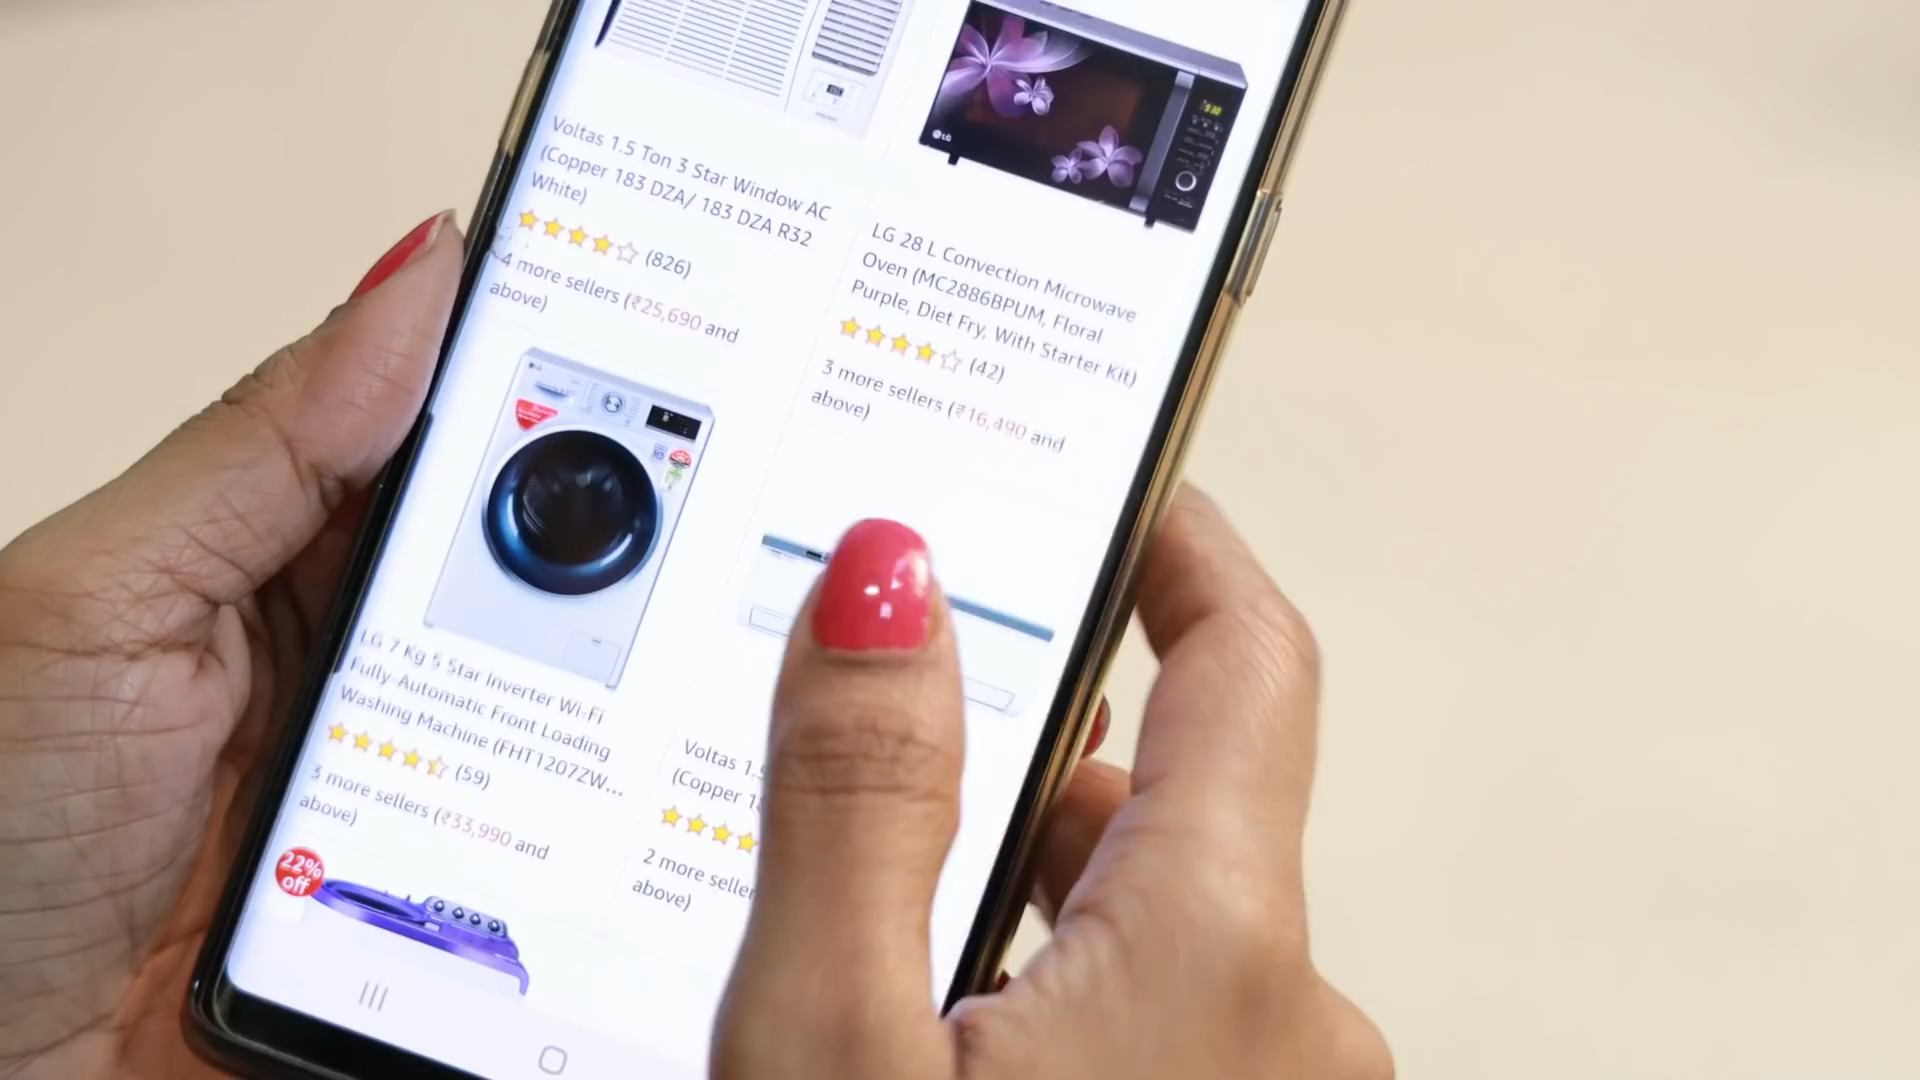 Voltas 1.5 Ton 3 Star Window AC
(Copper 183 DZA/ 183 DZA R32
White)
(826)
4 more sellers (₹25,690 and
above)
LG
LG 28 L Convection Microwave
Oven (MC2886BPUM, Floral
Purple, Diet Fry, With Starter Kit)
(42)
3 more sellers (₹16,490 and
above)
LG 7 Kg 5 Star Inverter Wi-Fi
Fully-Automatic Front Loading
Washing Machine (FHT1207ZW...
(59)
3 more sellers (₹33,990 and
above)
Voltas 1.5
(Copper
2 more
above)
22%
off